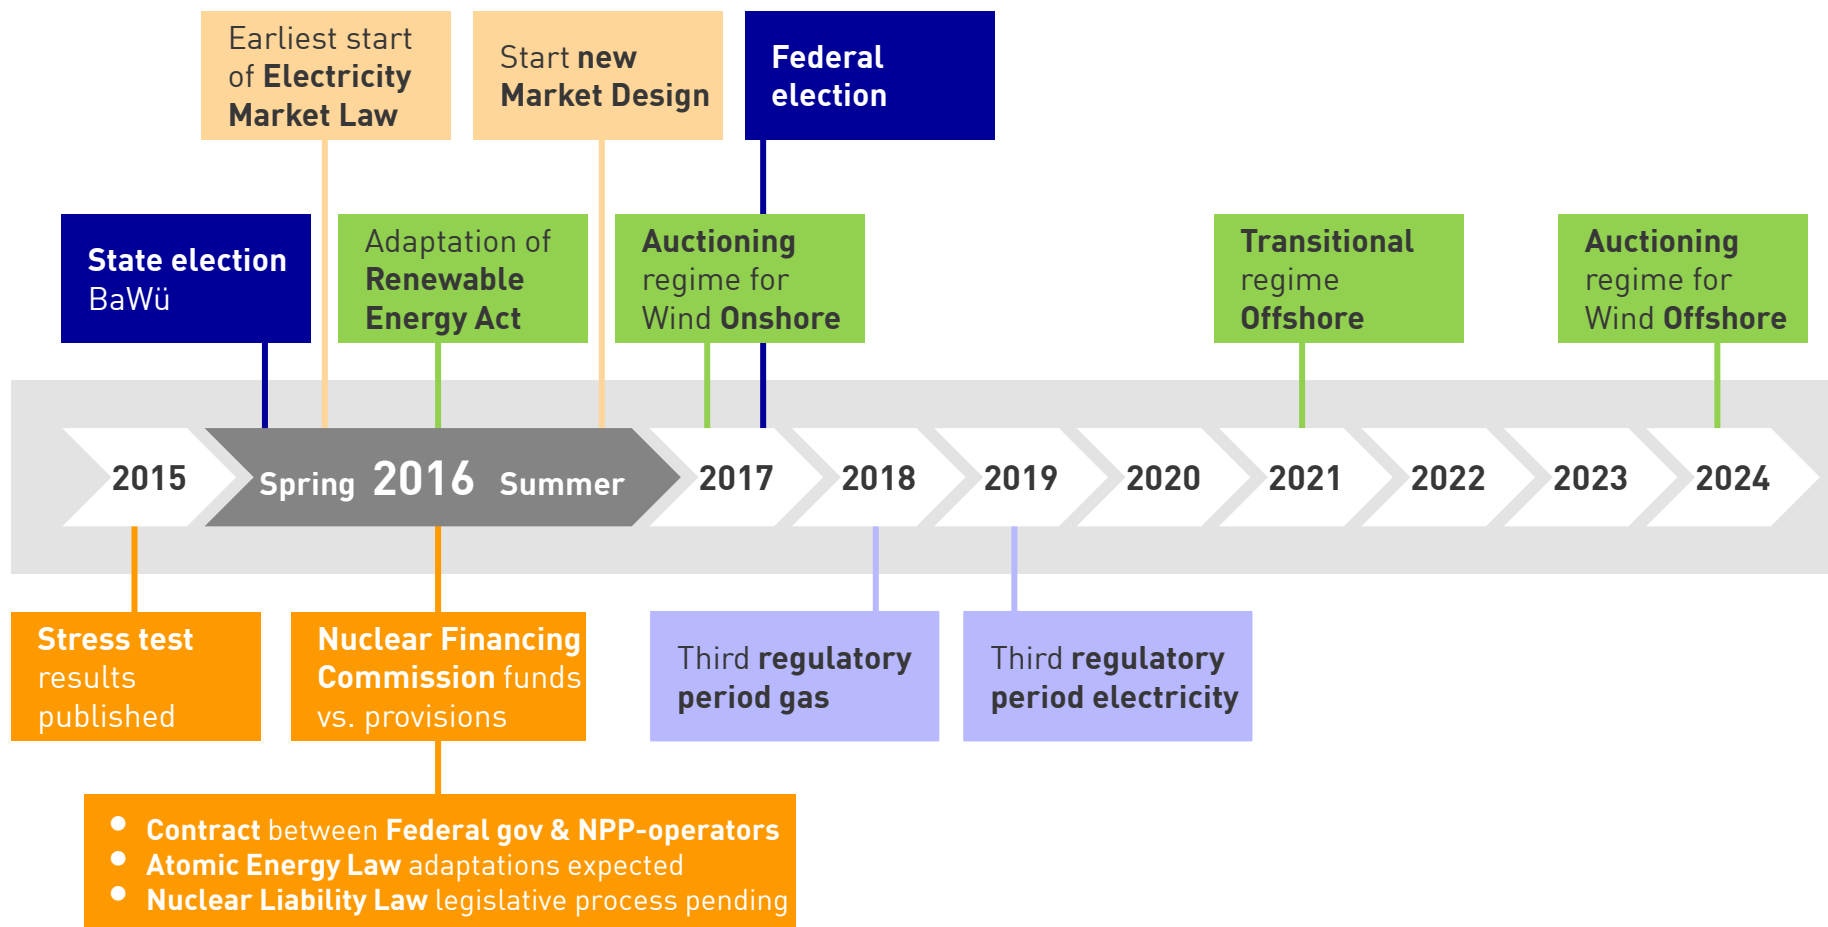 Earliest start
of Electricity
Market Law
Start new
Market Design
Federal
election
State election
BaWü
Adaptation of
Renewable
Energy Act
Auctioning
regime for
Wind Onshore
Transitional
regime
Offshore
Auctioning
regime for
Wind Offshore
2015
Spring 2016 Summer
2017
2018
2019
2020
2021
2022
2023
2024
Stress test
results
published
Nuclear Financing
Commission funds
vs. provisions
Third regulatory
period gas
Third regulatory
period electricity
• Contract between Federal gov & NPP-operators
• Atomic Energy Law adaptations expected
• Nuclear Liability Law legislative process pending